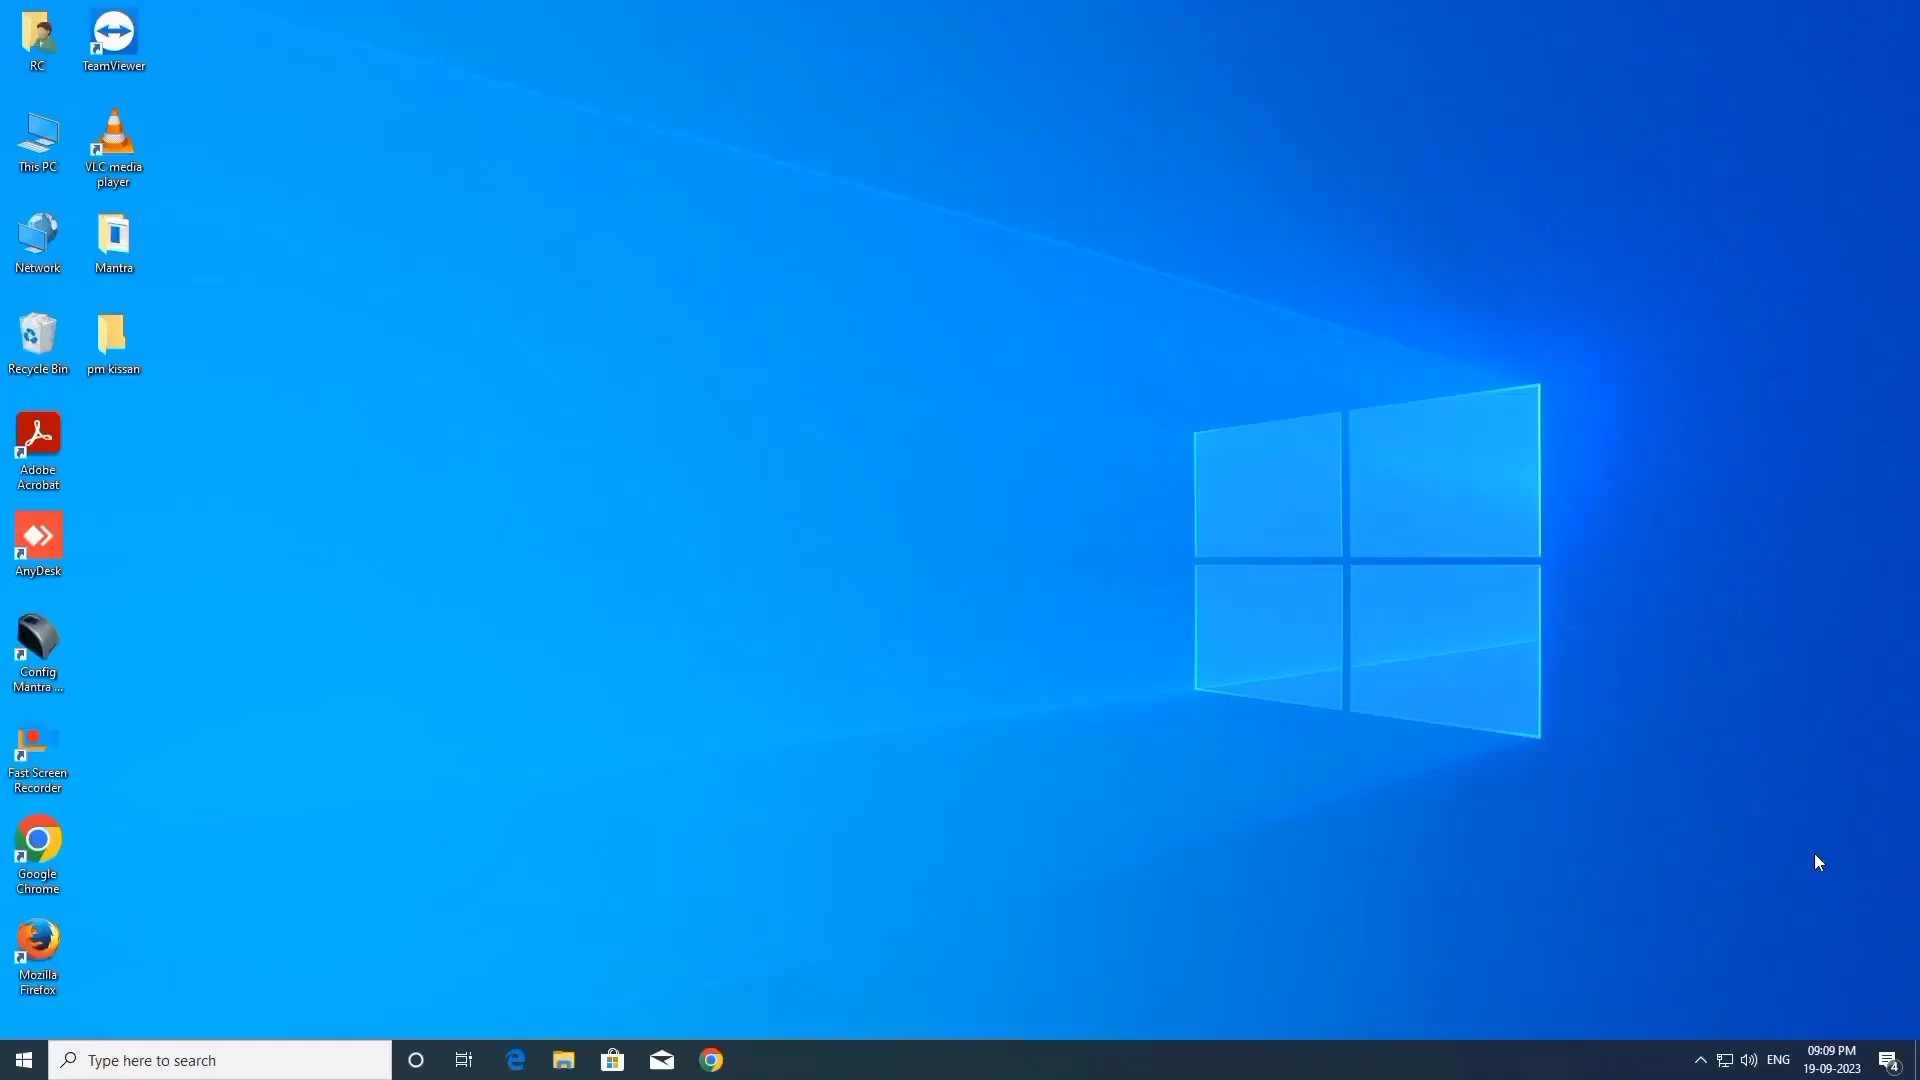 RC
TeamViewer
This PC
VLC media
player
Network
Mantra
Recycle Bin
pm kissan
Adobe
Acrobat
AnyDesk
Config
Mantra ...
Fast Screen
Recorder
Google
Chrome
Mozilla
Firefox
Type here to search
ENG
09:09 PM
19-09-2023
4